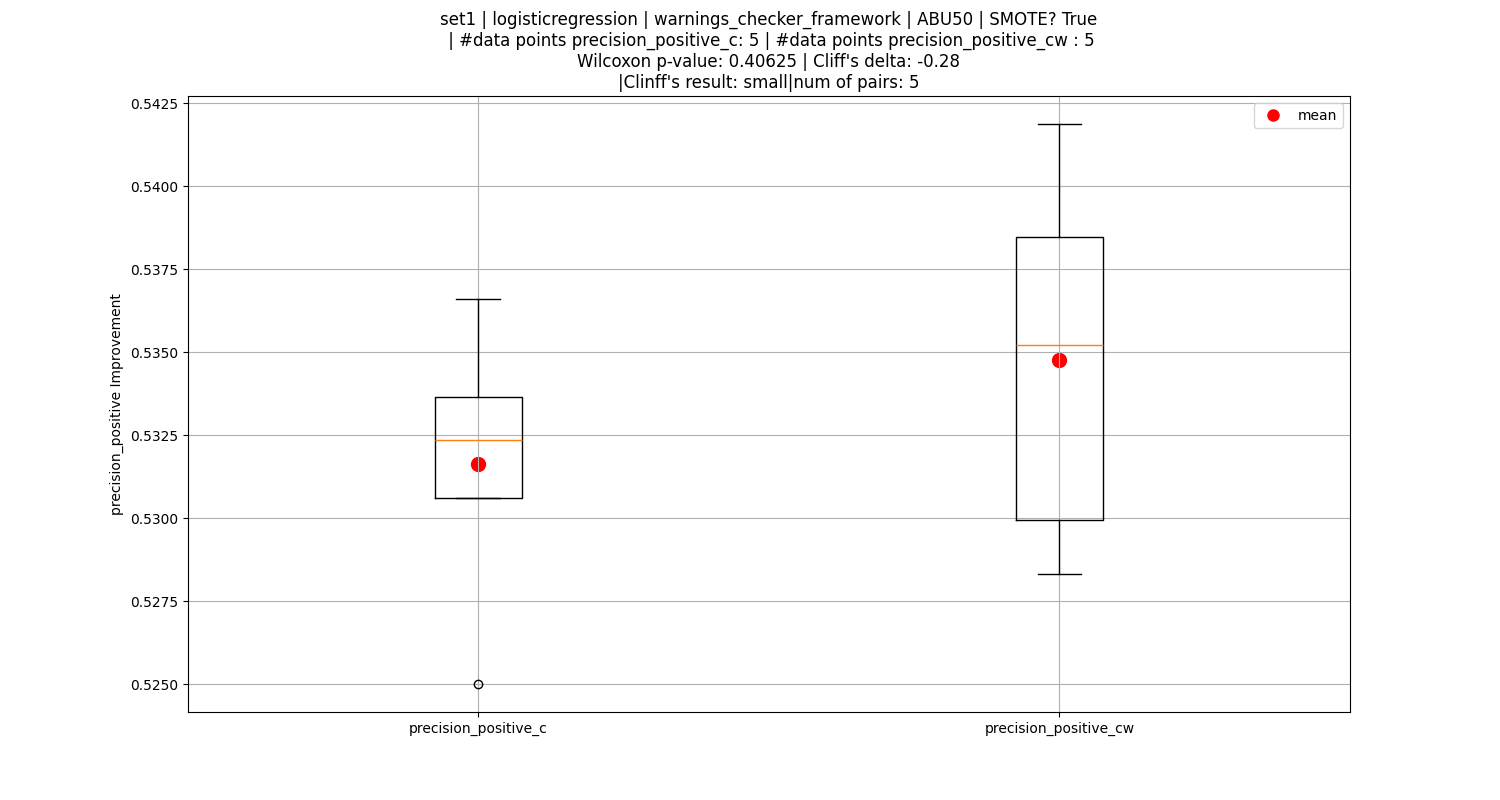 set1 | logisticregression | warnings_checker_framework | ABU50 | SMOTE? True
| #data points precision_positive_c: 5 | #data points precision_positive_cw : 5
Wilcoxon p-value: 0.40625 | Cliff's delta: -0.28
|Clinff's result: small|num of pairs: 5
mean
precision_positive Improvement
0.5425
0.5400
0.5375
0.5350
0.5325
0.5300
0.5275
0.5250
precision_positive_c
precision_positive_cw